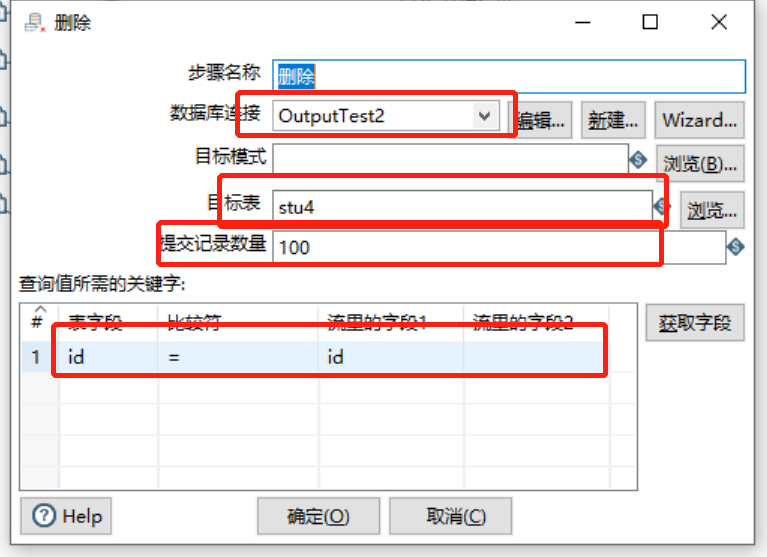 删除
步骤名称 删除
数据库连接 OutputTest2 编辑... 新建... Wizard...
目标模式 浏览(B)...
目标表 stu4 浏览...
提交记录数量 100
查询值所需的关键字:
# 表字段 比较符 流里的字段1 流里的字段2
1 id = id
获取字段
Help 确定(O) 取消(C)